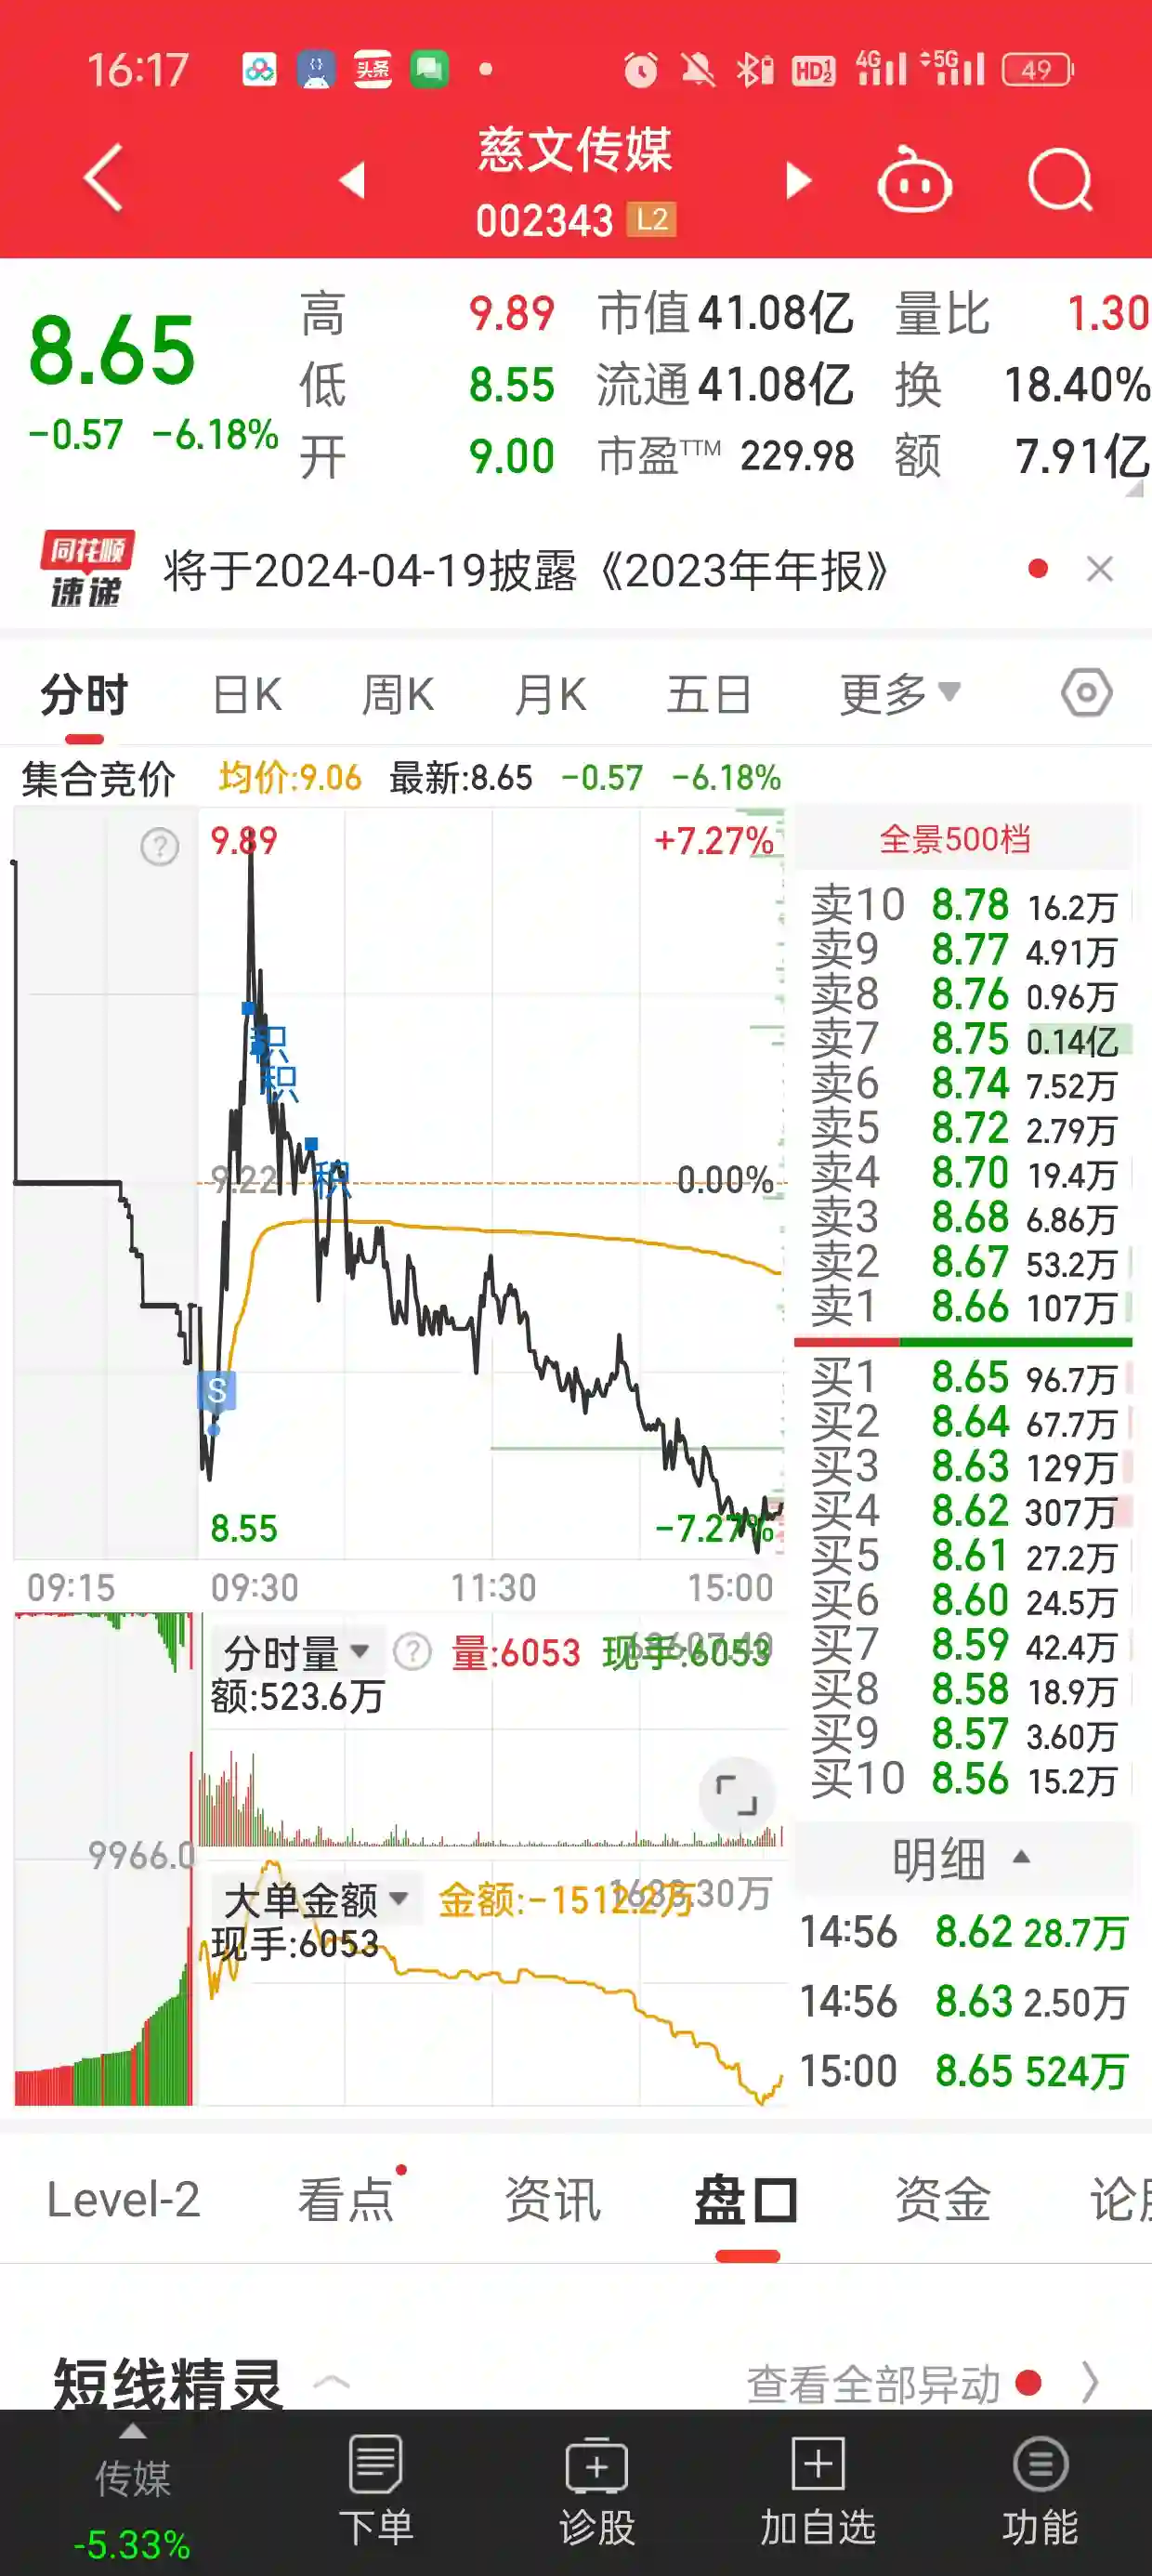 16:17
头条
HD1 2
4G
5G
49
慈文传媒
002343 L2
8.65
-0.57 -6.18%
高 9.89 市值 41.08亿 量比 1.30
低 8.55 流通 41.08亿 换 18.40%
开 9.00 市盈TTM 229.98 额 7.91亿
同花顺
速递
将于2024-04-19披露《2023年年报》
分时 日K 周K 月K 五日 更多
集合竞价 均价:9.06 最新:8.65 -0.57 -6.18%
? 9.89 +7.27%
积
积
9.22 积 0.00%
S
8.55 -7.27%
09:15 09:30 11:30 15:00
分时量 ? 量:6053 现手:6053
额:523.6万
9966.0
大单金额 金额:-1512.2万
现手:6053
全景500档
卖10 8.78 16.2万
卖9 8.77 4.91万
卖8 8.76 0.96万
卖7 8.75 0.14亿
卖6 8.74 7.52万
卖5 8.72 2.79万
卖4 8.70 19.4万
卖3 8.68 6.86万
卖2 8.67 53.2万
卖1 8.66 107万
买1 8.65 96.7万
买2 8.64 67.7万
买3 8.63 129万
买4 8.62 307万
买5 8.61 27.2万
买6 8.60 24.5万
买7 8.59 42.4万
买8 8.58 18.9万
买9 8.57 3.60万
买10 8.56 15.2万
明细
14:56 8.62 28.7万
14:56 8.63 2.50万
15:00 8.65 524万
Level-2 看点 资讯 盘口 资金 论
短线精灵 查看全部异动
传媒
-5.33%
下单 诊股 加自选 功能